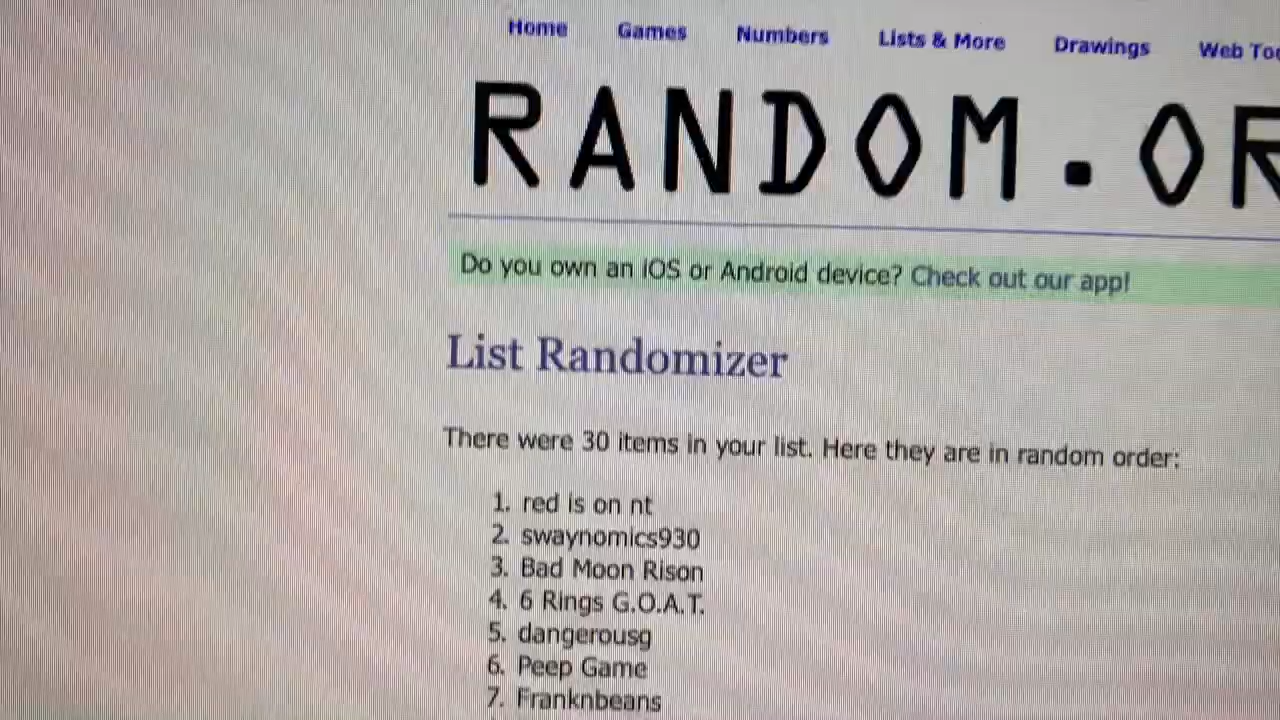 Home Games Numbers Lists & More Drawings Web Too
RANDOM.OR
Do you own an iOS or Android device? Check out our app!
List Randomizer
There were 30 items in your list. Here they are in random order:
1. red is on nt
2. swaynomics930
3. Bad Moon Rison
4. 6 Rings G.O.A.T.
5. dangerousg
6. Peep Game
7. Franknbeans